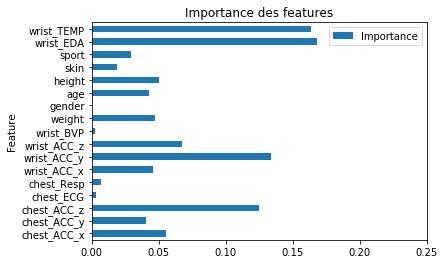 Importance des features
Importance
Feature
wrist_TEMP
wrist_EDA
sport
skin
height
age
gender
weight
wrist_BVP
wrist_ACC_z
wrist_ACC_y
wrist_ACC_x
chest_Resp
chest_ECG
chest_ACC_z
chest_ACC_y
chest_ACC_x
0.00 0.05 0.10 0.15 0.20 0.25